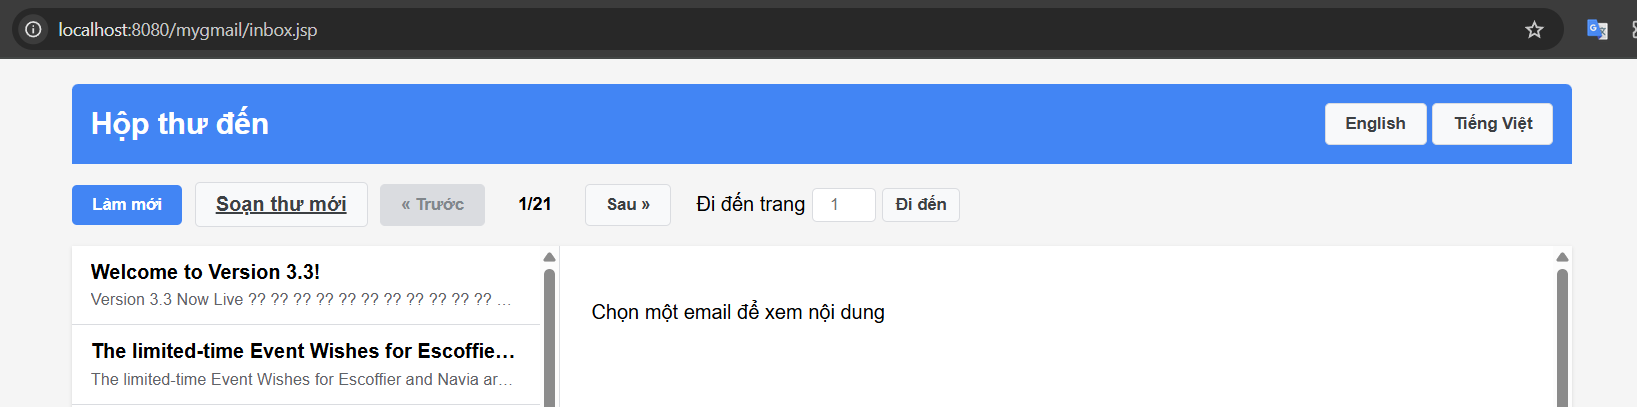 localhost:8080/mygmail/inbox.jsp
Hộp thư đến
English Tiếng Việt
Làm mới Soạn thư mới « Trước 1/21 Sau » Đi đến trang 1 Đi đến
Welcome to Version 3.3!
Version 3.3 Now Live ?? ?? ?? ?? ?? ?? ?? ?? ?? ?? ?? ...
Chọn một email để xem nội dung
The limited-time Event Wishes for Escoffie...
The limited-time Event Wishes for Escoffier and Navia ar...